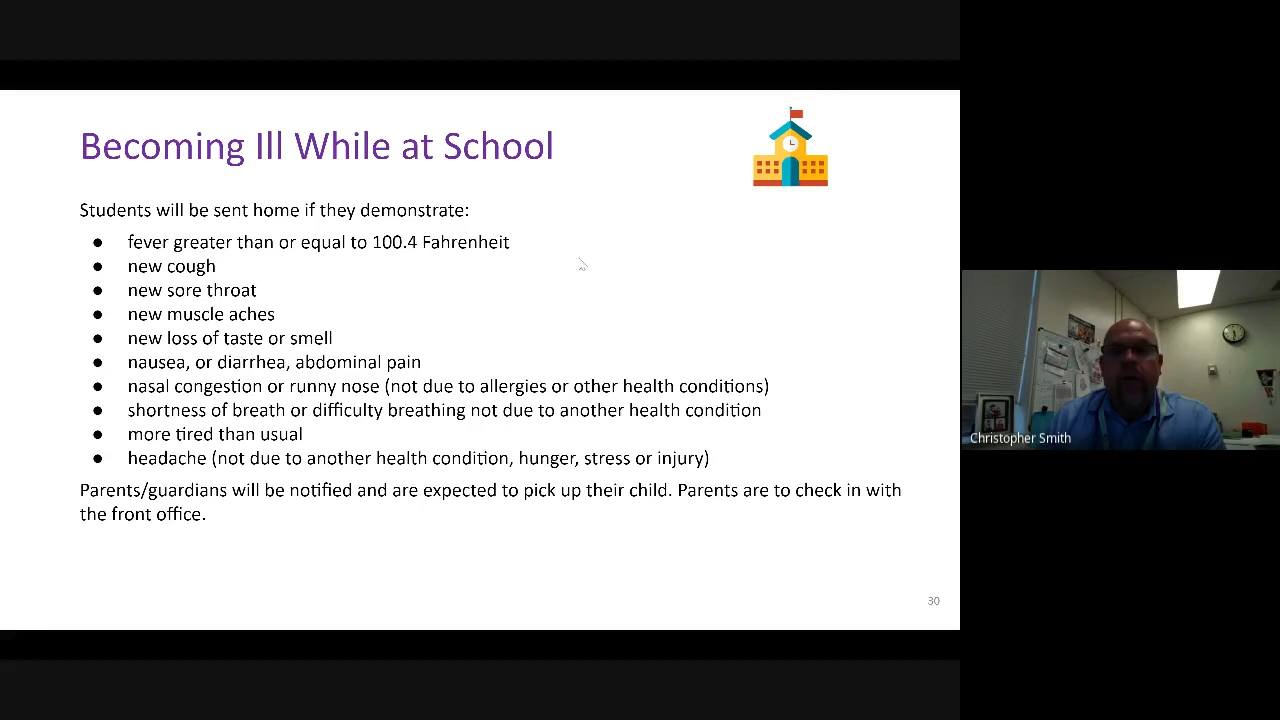 Becoming Ill While at School
Students will be sent home if they demonstrate:
● fever greater than or equal to 100.4 Fahrenheit
● new cough
● new sore throat
● new muscle aches
● new loss of taste or smell
● nausea, or diarrhea, abdominal pain
● nasal congestion or runny nose (not due to allergies or other health conditions)
● shortness of breath or difficulty breathing not due to another health condition
● more tired than usual
● headache (not due to another health condition, hunger, stress or injury)
Parents/guardians will be notified and are expected to pick up their child. Parents are to check in with
the front office.
30
Christopher Smith